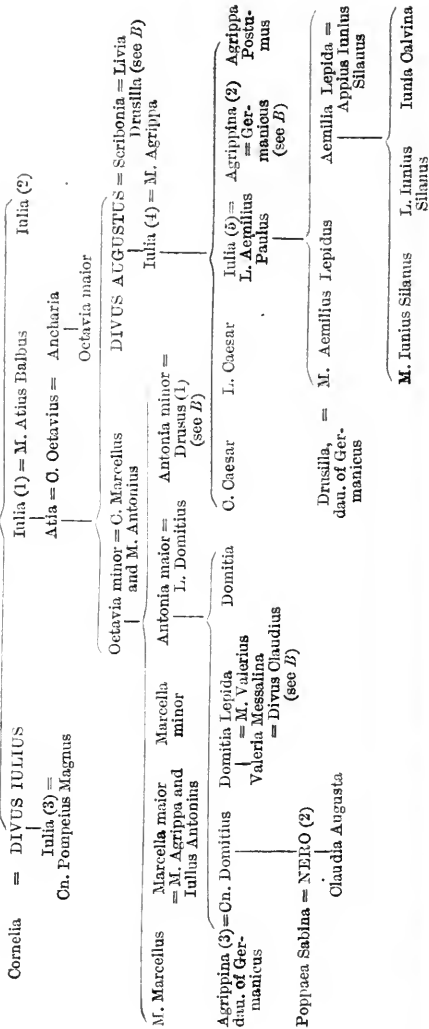 Cornelia = DIVUS IULIUS
Iulia (3) =
Cn. Pompeius Magnus
Iulia (1) = M. Atius Balbus
Iulia (2)
Atia = C. Octavius = Ancharia
Octavia maior
Octavia minor = C. Marcellus
and M. Antonius
DIVUS AUGUSTUS = Scribonia = Livia
Drusilla (see B)
Iulia (4) = M. Agrippa
M. Marcellus
Marcella maior
= M. Agrippa and
Iullus Antonius
Marcella
minor
Antonia maior =
L. Domitius
Antonia minor =
Drusus (1)
(see B)
C. Caesar
L. Caesar
Iulia (5) =
L. Aemilius
Paulus
Agrippina (2)
= Ger-
manicus
(see B)
Agrippa
Postu-
mus
Agrippina (3) = Cn. Domitius
dau. of Ger-
manicus
Domitia Lepida
= M. Valerius
Valeria Messalina
= Divus Claudius
(see B)
Domitia
Drusilla, = M. Aemilius Lepidus
dau. of Ger-
manicus
Aemilia Lepida =
Appius Iunius
Silanus
Poppaea Sabina = NERO (2)
Claudia Augusta
M. Iunius Silanus
L. Iunius
Silanus
Iunia Calvina